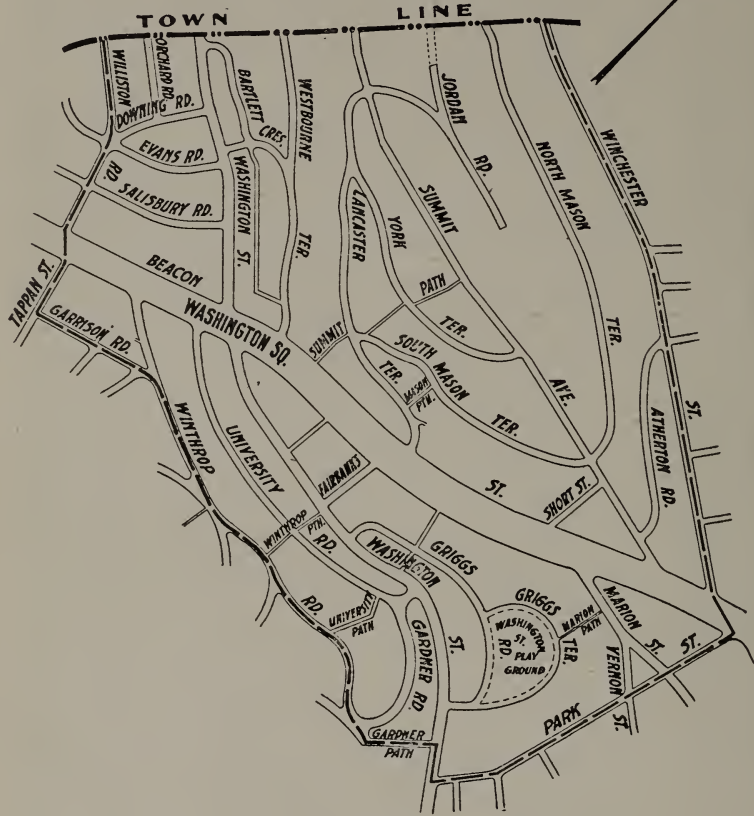 TOWN LINE
WILLISTON
RD.
ORCHARD RD.
DOWNING RD.
BARTLETT
CRES.
WESTBOURNE
TER.
EVANS RD.
SALISBURY RD.
WASHINGTON
ST.
BEACON
ST.
TAPPAN ST.
GARRISON RD.
WASHINGTON SQ.
JORDAN
RD.
NORTH MASON
TER.
WINCHESTER
ST.
LANCASTER
TER.
YORK
TER.
SUMMIT
AVE.
SUMMIT
PATH
SOUTH MASON
TER.
MASON
PTH.
ATHERTON RD.
SHORT ST.
WINTHROP
RD.
UNIVERSITY
RD.
FAIRBANKS
WINTHROP
PTH.
WASHINGTON
ST.
GRIGGS
RD.
GRIGGS
TER.
UNIVERSITY
PATH
GARDNER RD.
WASHINGTON
ST.
PLAY
GROUND
MARION
PATH
MARION
ST.
VERNON
ST.
PARK
ST.
GARDNER
PATH